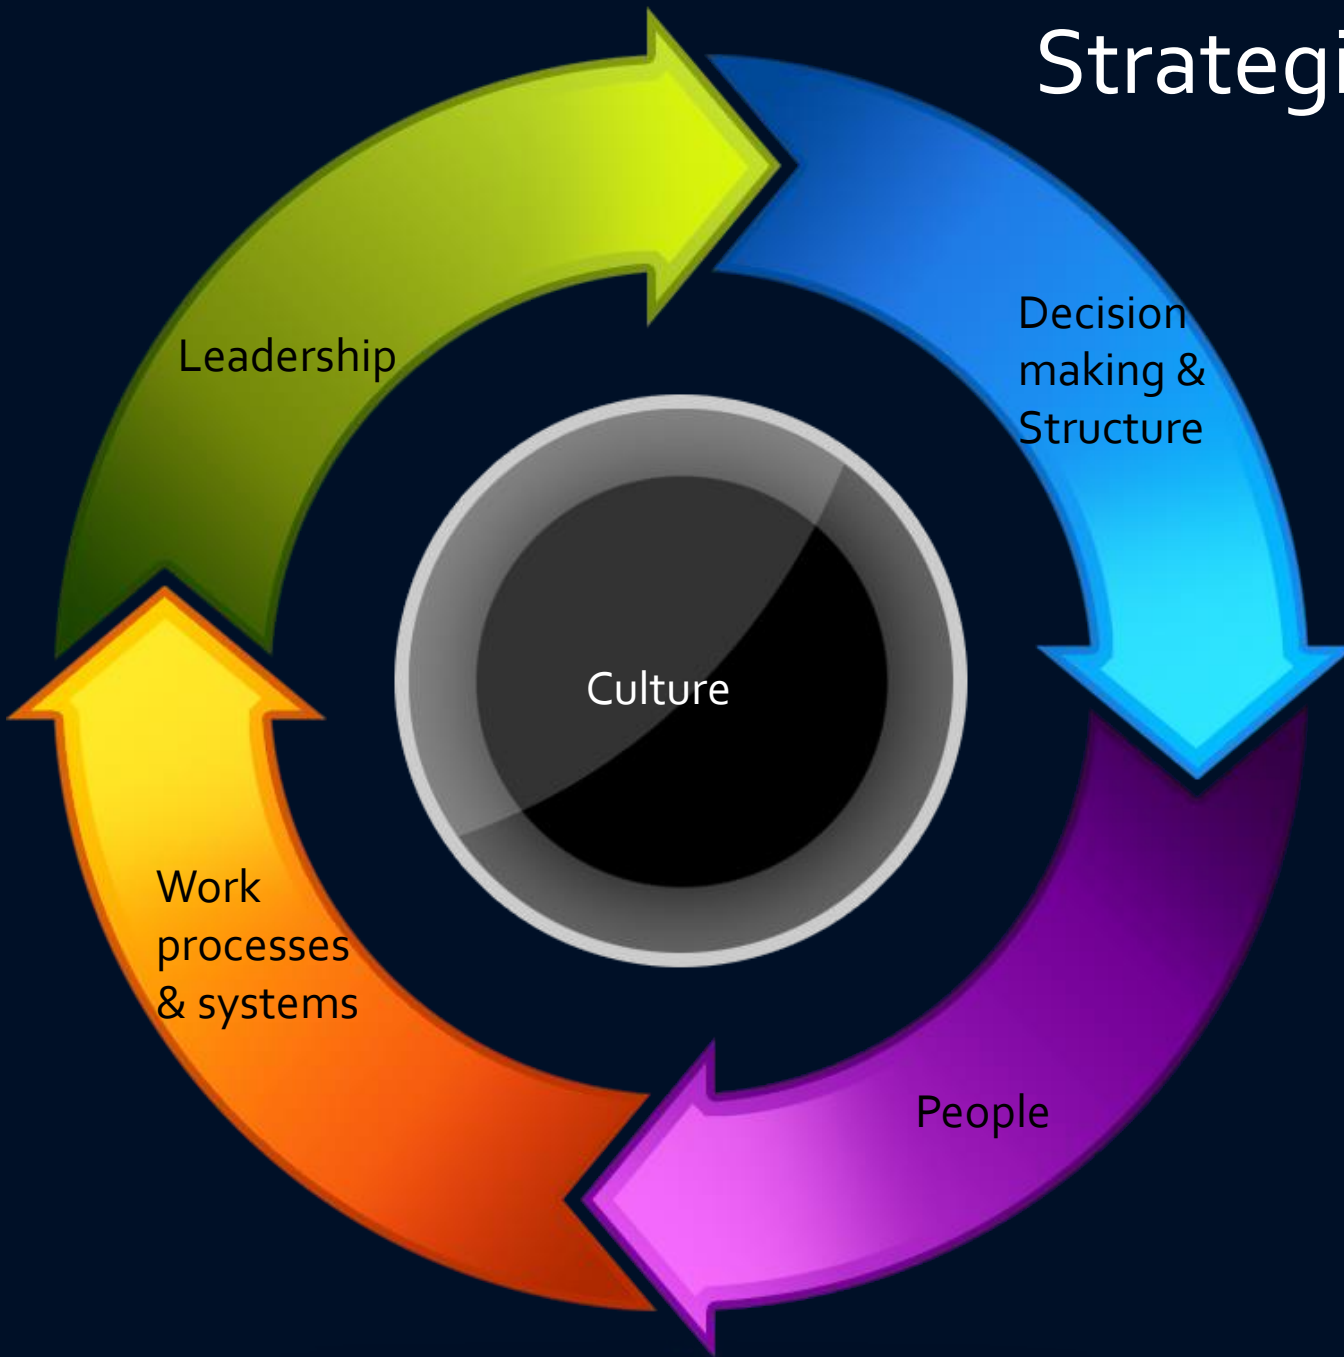 Strategi
Leadership
Decision
making &
Structure
Culture
Work
processes
& systems
People